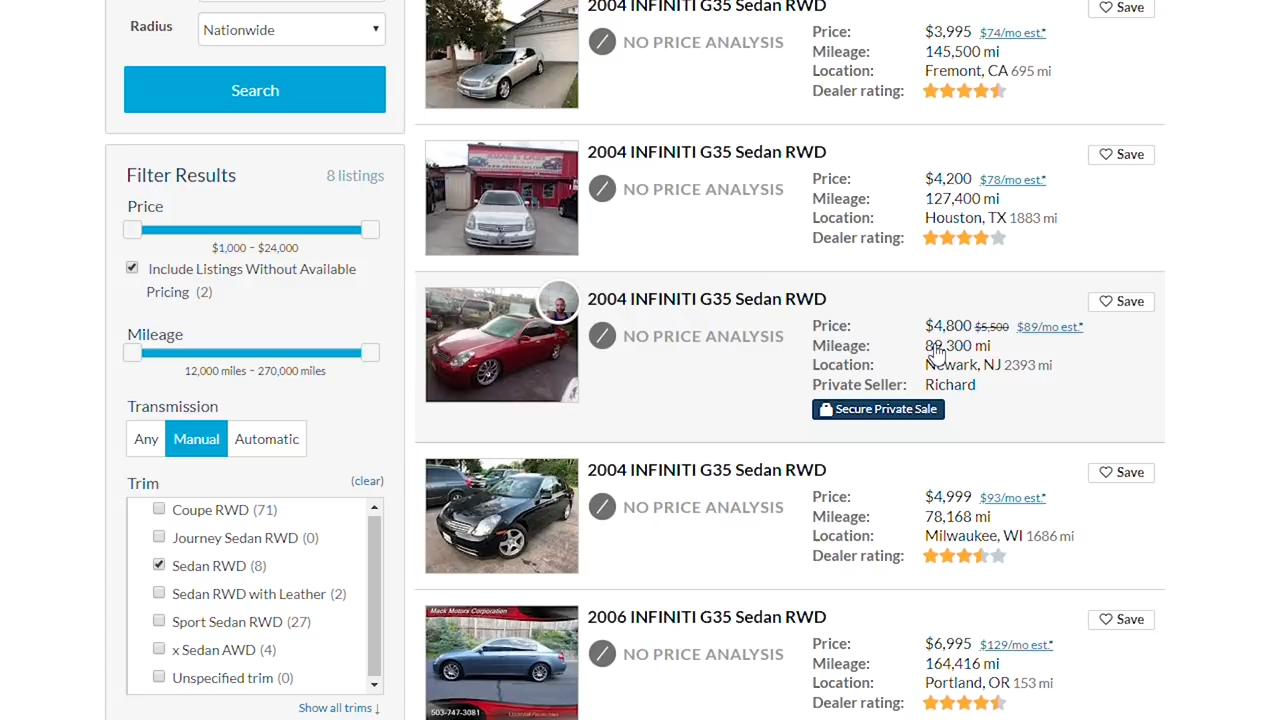 Radius
Nationwide
Search
Filter Results 8 listings
Price
$1,000 – $24,000
Include Listings Without Available
Pricing (2)
Mileage
12,000 miles – 270,000 miles
Transmission
Any Manual Automatic
Trim (clear)
Coupe RWD (71)
Journey Sedan RWD (0)
Sedan RWD (8)
Sedan RWD with Leather (2)
Sport Sedan RWD (27)
x Sedan AWD (4)
Unspecified trim (0)
Show all trims ↓
2004 INFINITI G35 Sedan RWD
NO PRICE ANALYSIS
Price: $3,995 $74/mo est.*
Mileage: 145,500 mi
Location: Fremont, CA 695 mi
Dealer rating:
Save
2004 INFINITI G35 Sedan RWD
NO PRICE ANALYSIS
Price: $4,200 $78/mo est.*
Mileage: 127,400 mi
Location: Houston, TX 1883 mi
Dealer rating:
Save
2004 INFINITI G35 Sedan RWD
NO PRICE ANALYSIS
Price: $4,800 $5,500 $89/mo est.*
Mileage: mi
Location: Newark, NJ 2393 mi
Private Seller: Richard
Secure Private Sale
Save
2004 INFINITI G35 Sedan RWD
NO PRICE ANALYSIS
Price: $4,999 $93/mo est.*
Mileage: 78,168 mi
Location: Milwaukee, WI 1686 mi
Dealer rating:
Save
Mack Motors Corporation
503-747-3081
2006 INFINITI G35 Sedan RWD
NO PRICE ANALYSIS
Price: $6,995 $129/mo est.*
Mileage: 164,416 mi
Location: Portland, OR 153 mi
Dealer rating:
Save